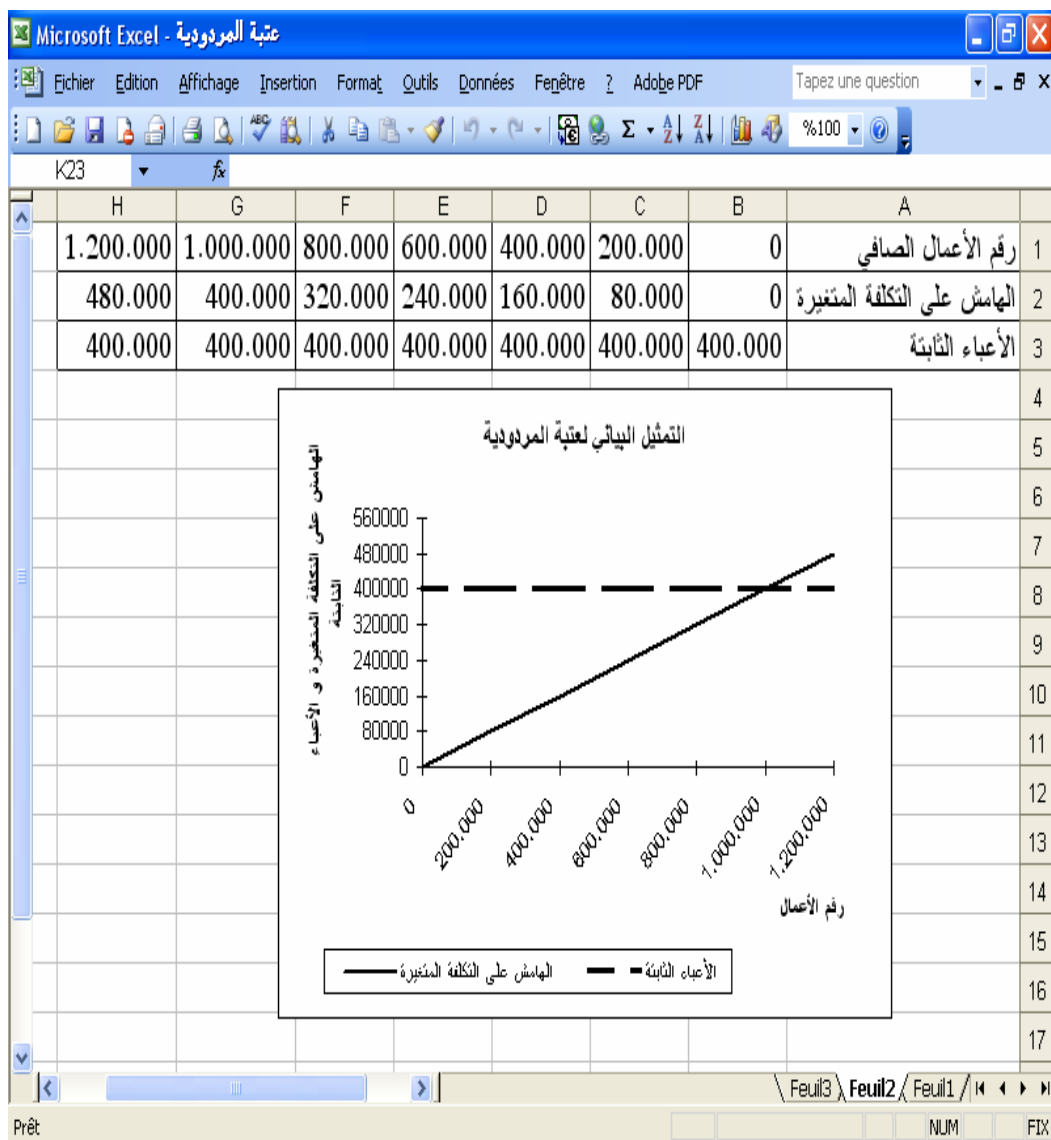 Microsoft Excel - عتبة المردودية
Fichier Edition Affichage Insertion Format Outils Données Fenêtre ? Adobe PDF Tapez une question
%100
K23 fx
H G F E D C B A
1 رقم الأعمال الصافي 0 200.000 400.000 600.000 800.000 1.000.000 1.200.000
2 الهامش على التكلفة المتغيرة 0 80.000 160.000 240.000 320.000 400.000 480.000
3 الأعباء الثابتة 400.000 400.000 400.000 400.000 400.000 400.000 400.000
4
5
6
7
8
9
10
11
12
13
14
15
16
17
التمثيل البياني لعتبة المردودية
الهامش على التكلفة المتغيرة و الأعباء
الثابتة
560000
480000
400000
320000
240000
160000
80000
0
0 200.000 400.000 600.000 800.000 1.000.000 1.200.000
رقم الأعمال
الهامش على التكلفة المتغيرة الأعباء الثابتة
Feuil3 Feuil2 Feuil1
Prêt NUM FIX